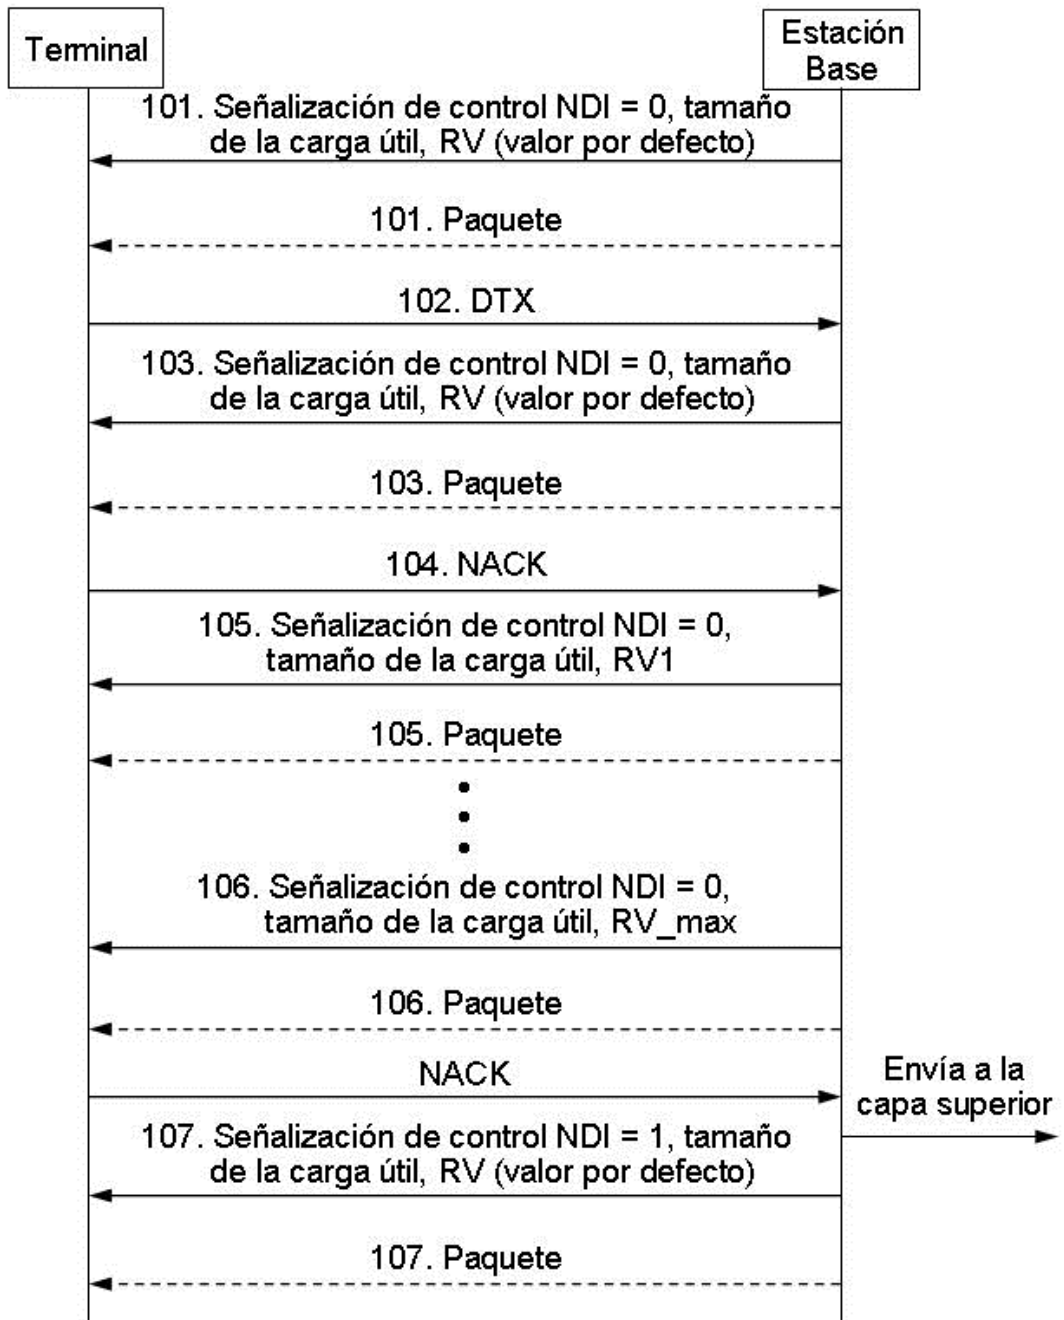 Terminal
Estación
Base
101. Señalización de control NDI = 0, tamaño
de la carga útil, RV (valor por defecto)
101. Paquete
102. DTX
103. Señalización de control NDI = 0, tamaño
de la carga útil, RV (valor por defecto)
103. Paquete
104. NACK
105. Señalización de control NDI = 0,
tamaño de la carga útil, RV1
105. Paquete
106. Señalización de control NDI = 0,
tamaño de la carga útil, RV_max
106. Paquete
NACK
Envía a la
capa superior
107. Señalización de control NDI = 1, tamaño
de la carga útil, RV (valor por defecto)
107. Paquete